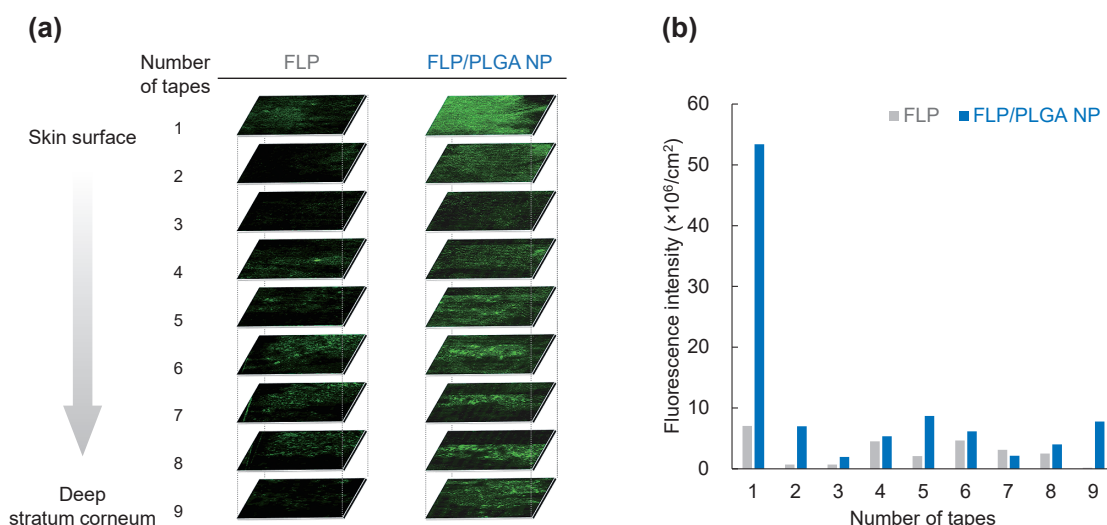 (a)
Number
of tapes
FLP
FLP/PLGA NP
Skin surface
1
2
3
4
5
6
7
8
9
Deep
stratum corneum
(b)
Fluorescence intensity (×10⁶/cm²)
60
50
40
30
20
10
0
FLP
FLP/PLGA NP
1 2 3 4 5 6 7 8 9
Number of tapes